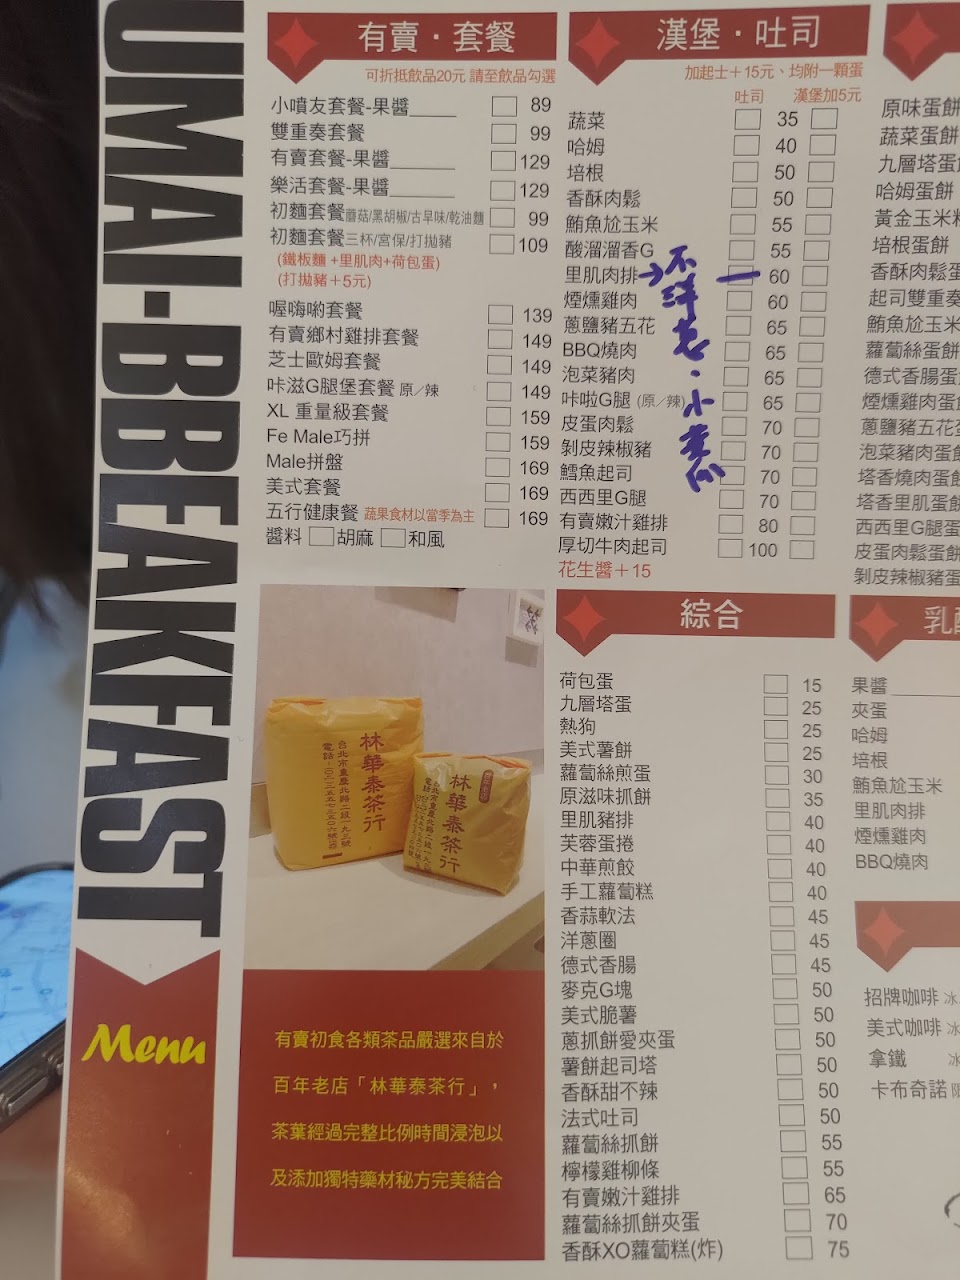 UMAI-BBEAKFAST
Menu
有賣・套餐
可折抵飲品20元 請至飲品勾選
小噴友套餐-果醬 89
雙重奏套餐 99
有賣套餐-果醬 129
樂活套餐-果醬 129
初麵套餐蘑菇/黑胡椒/古早味/乾油麵 99
初麵套餐三杯/宮保/打拋豬 109
(鐵板麵+里肌肉+荷包蛋)
(打拋豬+5元)
喔嗨喲套餐 139
有賣鄉村雞排套餐 149
芝士歐姆套餐 149
咔滋G腿堡套餐 原/辣 149
XL 重量級套餐 159
Fe Male巧拼 159
Male拼盤 169
美式套餐 169
五行健康餐 蔬果食材以當季為主 169
醬料 胡麻 和風
漢堡・吐司
加起士+15元、均附一顆蛋
吐司 漢堡加5元
蔬菜 35
哈姆 40
培根 50
香酥肉鬆 50
鮪魚尬玉米 55
酸溜溜香G 55
里肌肉排 60
煙燻雞肉 60
蔥鹽豬五花 65
BBQ燒肉 65
泡菜豬肉 65
咔啦G腿 (原/辣) 65
皮蛋肉鬆 70
剝皮辣椒豬 70
鱈魚起司 70
西西里G腿 70
有賣嫩汁雞排 80
厚切牛肉起司 100
花生醬+15
→不洋蔥・小黃瓜 一
綜合
荷包蛋 15
九層塔蛋 25
熱狗 25
美式薯餅 25
蘿蔔絲煎蛋 30
原滋味抓餅 35
里肌豬排 40
芙蓉蛋捲 40
中華煎餃 40
手工蘿蔔糕 40
香蒜軟法 45
洋蔥圈 45
德式香腸 45
麥克G塊 50
美式脆薯 50
蔥抓餅愛夾蛋 50
薯餅起司塔 50
香酥甜不辣 50
法式吐司 50
蘿蔔絲抓餅 55
檸檬雞柳條 55
有賣嫩汁雞排 65
蘿蔔絲抓餅夾蛋 70
香酥XO蘿蔔糕(炸) 75
原味蛋餅
蔬菜蛋餅
九層塔蛋
哈姆蛋餅
黃金玉米
培根蛋餅
香酥肉鬆蛋
起司雙重奏
鮪魚尬玉米
蘿蔔絲蛋餅
德式香腸蛋
煙燻雞肉蛋
蔥鹽豬五花
泡菜豬肉蛋
塔香燒肉蛋
塔香里肌蛋
西西里G腿蛋
皮蛋肉鬆蛋
剝皮辣椒豬蛋
乳
果醬
夾蛋
哈姆
培根
鮪魚尬玉米
里肌肉排
煙燻雞肉
BBQ燒肉
招牌咖啡 冰
美式咖啡 冰
拿鐵 冰
卡布奇諾
林華泰茶行
台北市重慶北路二段一九三號
林華泰茶行
有賣初食各類茶品嚴選來自於
百年老店「林華泰茶行」，
茶葉經過完整比例時間浸泡以
及添加獨特藥材秘方完美結合